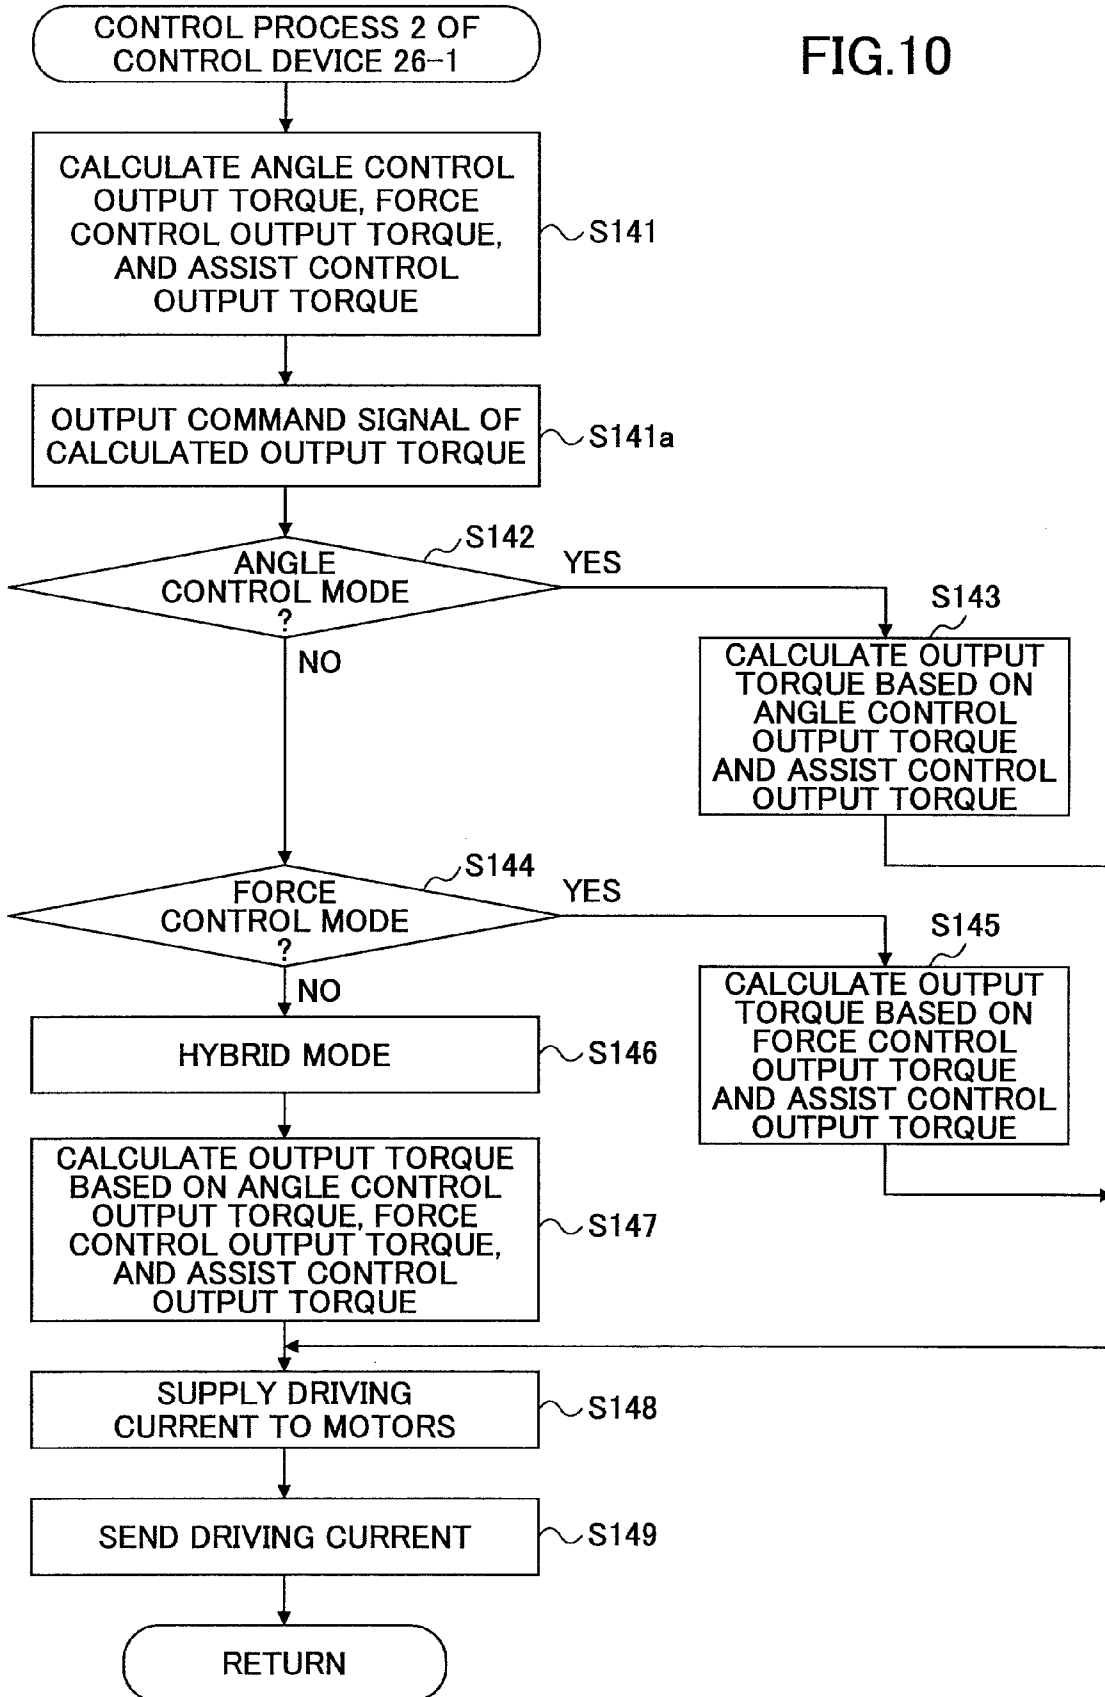 FIG.10
CONTROL PROCESS 2 OF
CONTROL DEVICE 26-1
CALCULATE ANGLE CONTROL
OUTPUT TORQUE, FORCE
CONTROL OUTPUT TORQUE,
AND ASSIST CONTROL
OUTPUT TORQUE
S141
OUTPUT COMMAND SIGNAL OF
CALCULATED OUTPUT TORQUE
S141a
S142
ANGLE
CONTROL MODE
?
YES
NO
S143
CALCULATE OUTPUT
TORQUE BASED ON
ANGLE CONTROL
OUTPUT TORQUE
AND ASSIST CONTROL
OUTPUT TORQUE
S144
FORCE
CONTROL MODE
?
YES
NO
S145
CALCULATE OUTPUT
TORQUE BASED ON
FORCE CONTROL
OUTPUT TORQUE
AND ASSIST CONTROL
OUTPUT TORQUE
HYBRID MODE
S146
CALCULATE OUTPUT TORQUE
BASED ON ANGLE CONTROL
OUTPUT TORQUE, FORCE
CONTROL OUTPUT TORQUE,
AND ASSIST CONTROL
OUTPUT TORQUE
S147
SUPPLY DRIVING
CURRENT TO MOTORS
S148
SEND DRIVING CURRENT
S149
RETURN